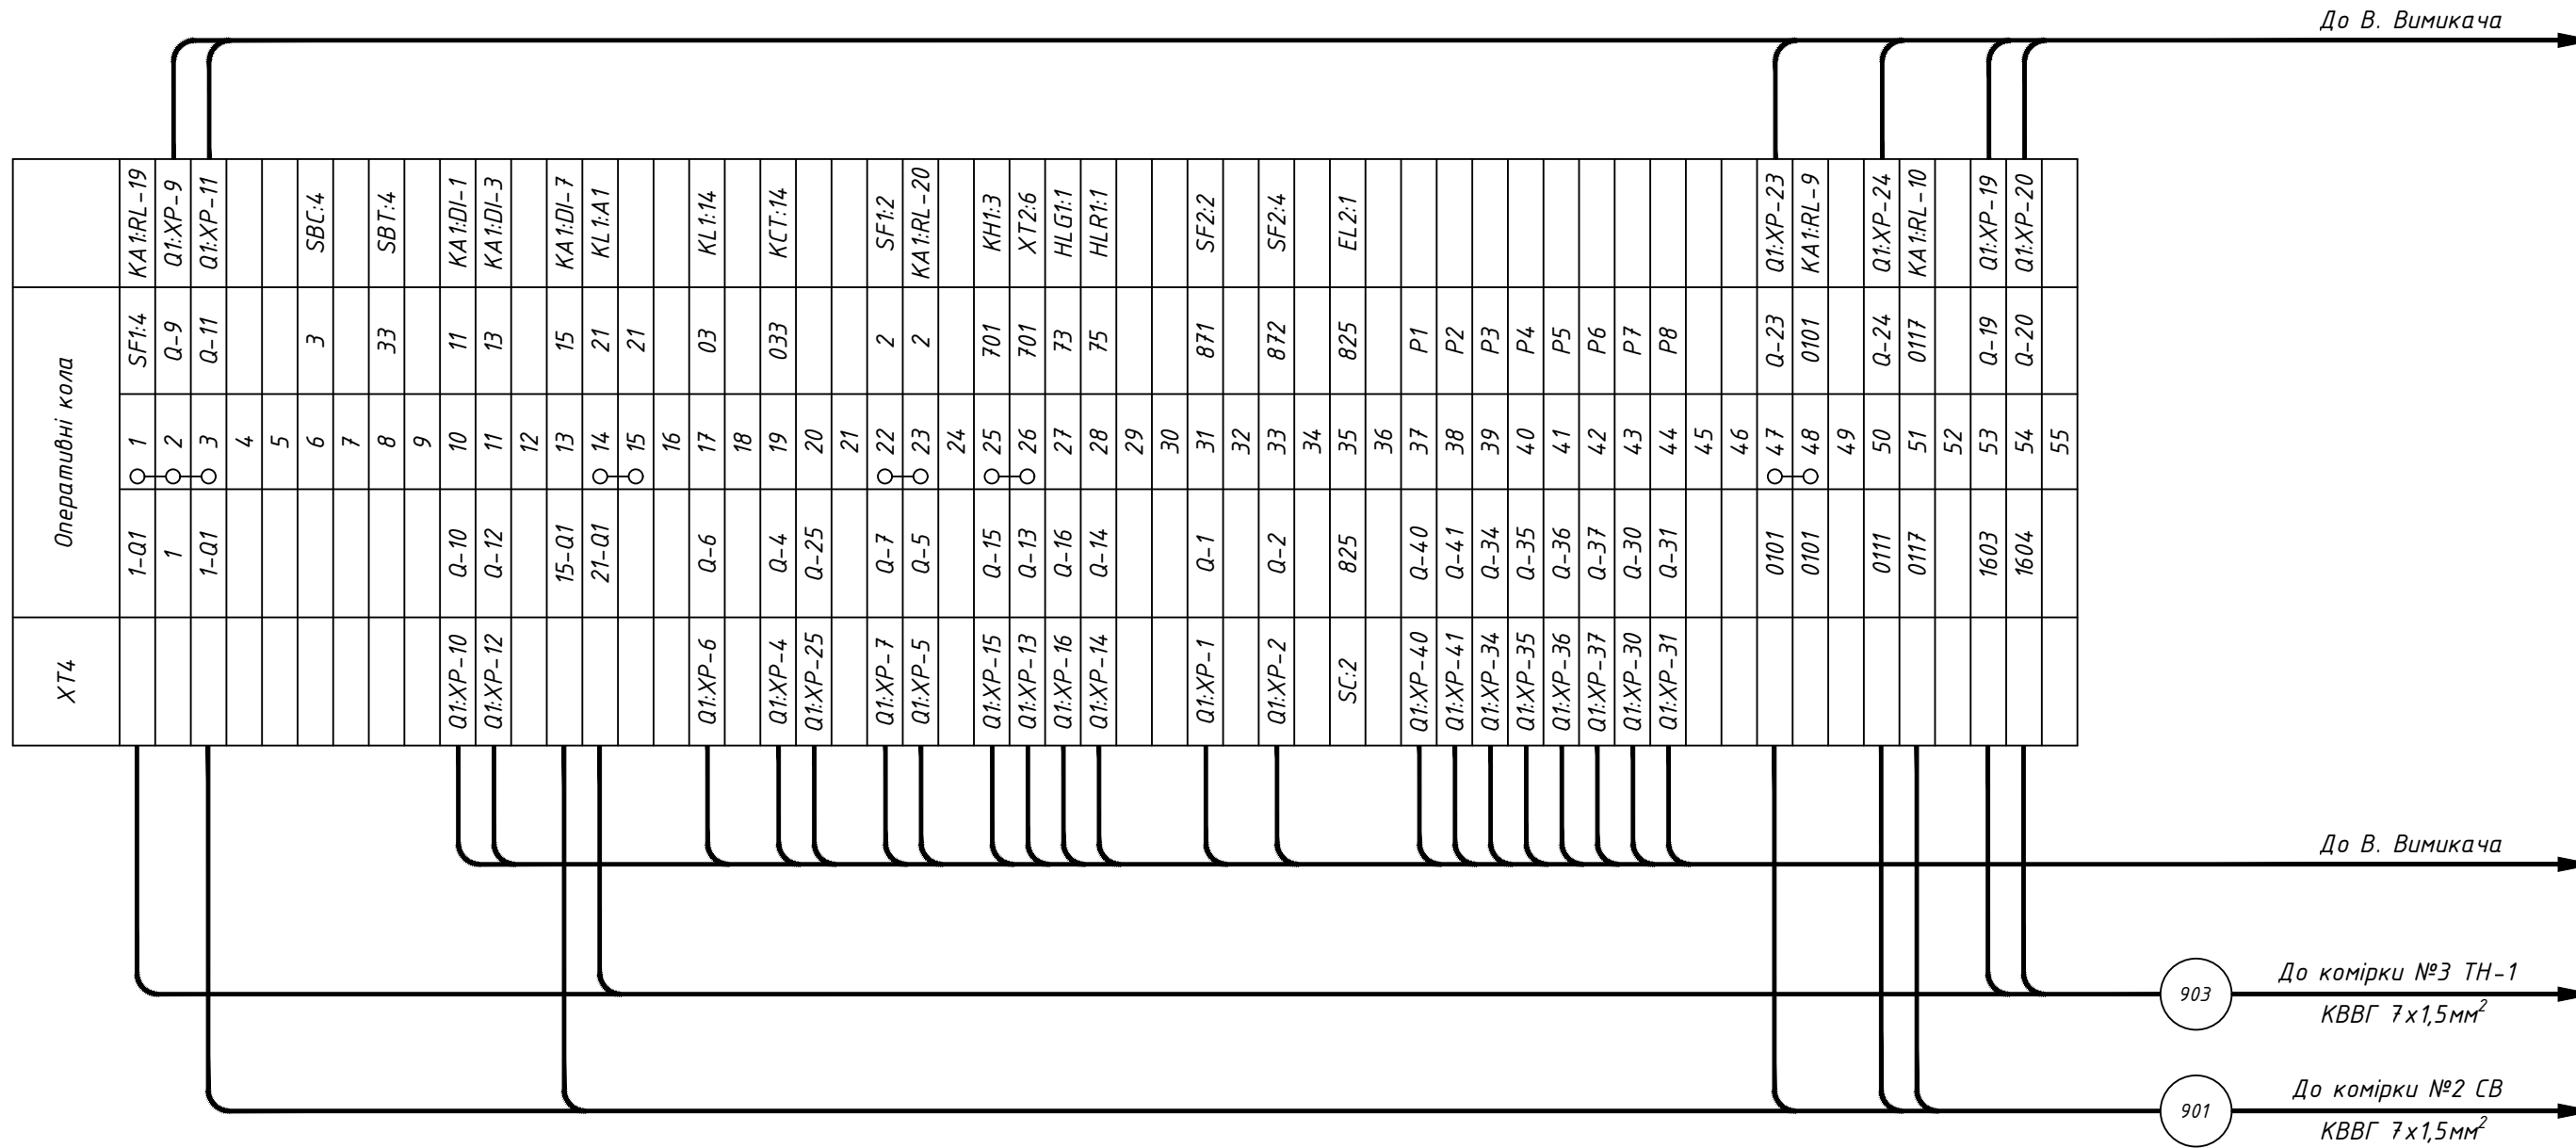 До В. Вимикача
KA1:RL-19
Q1:XP-9
Q1:XP-11
SBC:4
SBT:4
KA1:DI-1
KA1:DI-3
KA1:DI-7
KL1:A1
KL1:14
KCT:14
SF1:2
KA1:RL-20
KH1:3
XT2:6
HLG1:1
HLR1:1
SF2:2
SF2:4
EL2:1
Q1:XP-23
KA1:RL-9
Q1:XP-24
KA1:RL-10
Q1:XP-19
Q1:XP-20
Оперативні кола
SF1:4
Q-9
Q-11
3
33
11
13
15
21
21
03
033
2
2
701
701
73
75
871
872
825
P1
P2
P3
P4
P5
P6
P7
P8
Q-23
0101
Q-24
0117
Q-19
Q-20
1
2
3
4
5
6
7
8
9
10
11
12
13
14
15
16
17
18
19
20
21
22
23
24
25
26
27
28
29
30
31
32
33
34
35
36
37
38
39
40
41
42
43
44
45
46
47
48
49
50
51
52
53
54
55
1-Q1
1
1-Q1
Q-10
Q-12
15-Q1
21-Q1
Q-6
Q-4
Q-25
Q-7
Q-5
Q-15
Q-13
Q-16
Q-14
Q-1
Q-2
825
Q-40
Q-41
Q-34
Q-35
Q-36
Q-37
Q-30
Q-31
0101
0101
0111
0117
1603
1604
XT4
Q1:XP-10
Q1:XP-12
Q1:XP-6
Q1:XP-4
Q1:XP-25
Q1:XP-7
Q1:XP-5
Q1:XP-15
Q1:XP-13
Q1:XP-16
Q1:XP-14
Q1:XP-1
Q1:XP-2
SC:2
Q1:XP-40
Q1:XP-41
Q1:XP-34
Q1:XP-35
Q1:XP-36
Q1:XP-37
Q1:XP-30
Q1:XP-31
До В. Вимикача
903
До комірки №3 ТН-1
КВВГ 7х1,5мм²
901
До комірки №2 СВ
КВВГ 7х1,5мм²